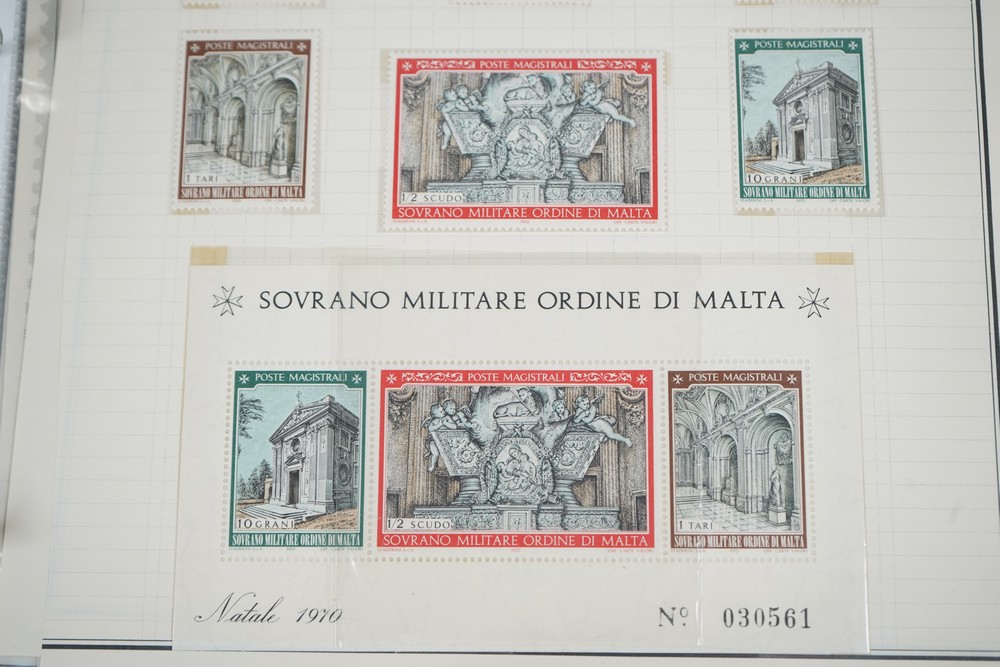 POSTE MAGISTRALI
1 TARI
SOVRANO MILITARE ORDINE DI MALTA
POSTE MAGISTRALI
1/2 SCUDO
SOVRANO MILITARE ORDINE DI MALTA
POSTE MAGISTRALI
10 GRANI
SOVRANO MILITARE ORDINE DI MALTA
SOVRANO MILITARE ORDINE DI MALTA
POSTE MAGISTRALI
10 GRANI
SOVRANO MILITARE ORDINE DI MALTA
POSTE MAGISTRALI
1/2 SCUDO
SOVRANO MILITARE ORDINE DI MALTA
POSTE MAGISTRALI
1 TARI
SOVRANO MILITARE ORDINE DI MALTA
Natale 1970
Nº 030561